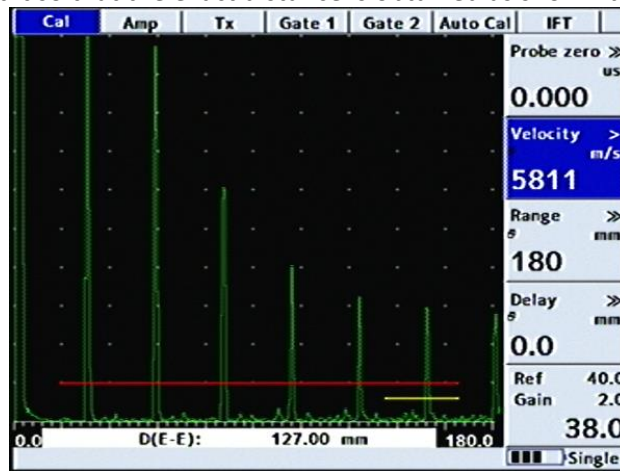 Cal Amp Tx Gate 1 Gate 2 Auto Cal IFT
Probe zero >>
us
0.000
Velocity >
m/s
5811
Range >>
mm
180
Delay >>
mm
0.0
Ref 40.0
Gain 2.0
38.0
0.0 D(E-E): 127.00 mm 180.0
Single